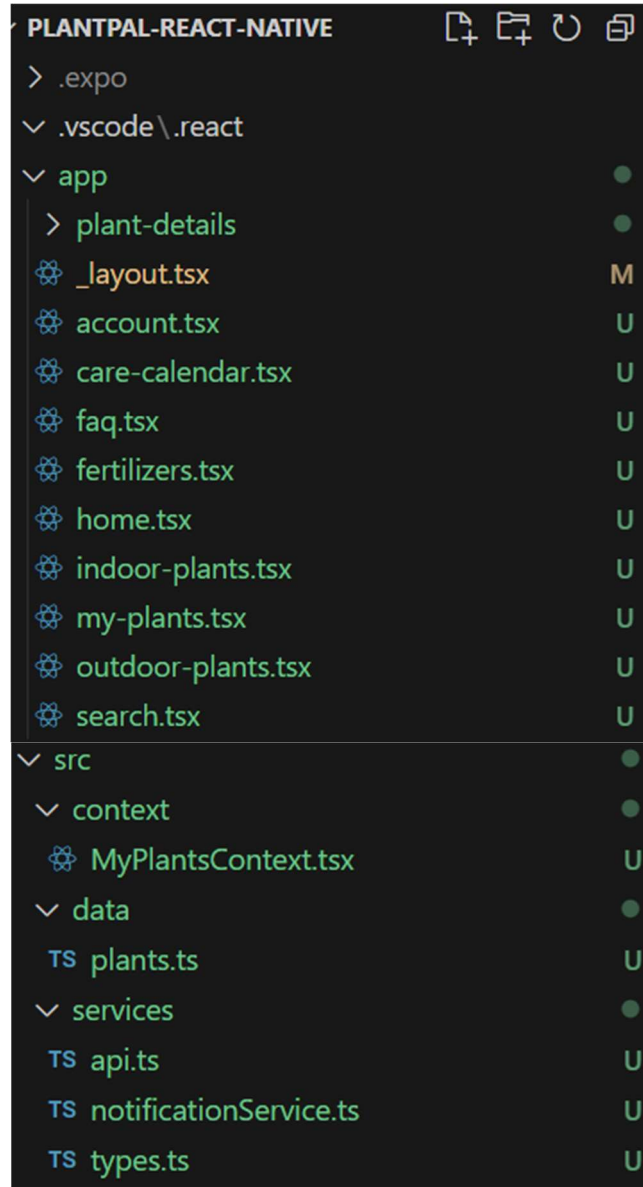 PLANTPAL-REACT-NATIVE
.expo
.vscode\.react
app
plant-details
_layout.tsx M
account.tsx U
care-calendar.tsx U
faq.tsx U
fertilizers.tsx U
home.tsx U
indoor-plants.tsx U
my-plants.tsx U
outdoor-plants.tsx U
search.tsx U
src
context
MyPlantsContext.tsx U
data
TS plants.ts U
services
TS api.ts U
TS notificationService.ts U
TS types.ts U